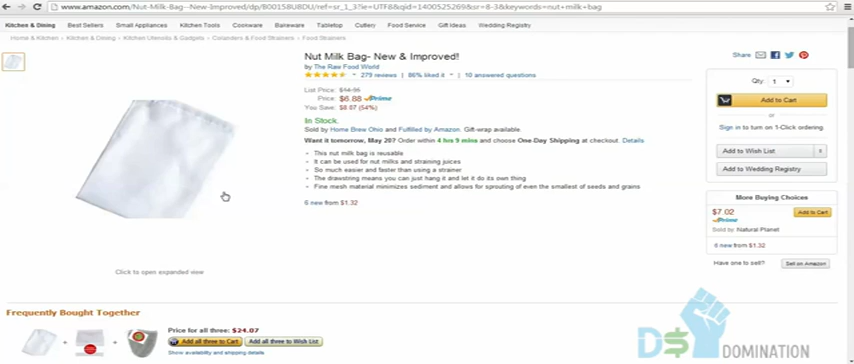 www.amazon.com/Nut-Milk-Bag--New-Improved/dp/B00158U8DU/ref=sr_1_3?ie=UTF8&qid=1400525269&sr=8-3&keywords=nut+milk+bag
Kitchen & Dining Best Sellers Small Appliances Kitchen Tools Cookware Bakeware Tabletop Cutlery Food Service Gift Ideas Wedding Registry
Home & Kitchen › Kitchen & Dining › Kitchen Utensils & Gadgets › Colanders & Food Strainers › Food Strainers
Nut Milk Bag- New & Improved!
by The Raw Food World
279 reviews | 86% liked it | 10 answered questions
List Price: $14.95
Price: $6.88 Prime
You Save: $8.07 (54%)
In Stock.
Sold by Home Brew Ohio and Fulfilled by Amazon. Gift-wrap available.
Want it tomorrow, May 20? Order within 4 hrs 9 mins and choose One-Day Shipping at checkout. Details
This nut milk bag is reusable
It can be used for nut milks and straining juices
So much easier and faster than using a strainer
The drawstring means you can just hang it and let it do its own thing
Fine mesh material minimizes sediment and allows for sprouting of even the smallest of seeds and grains
6 new from $1.32
Click to open expanded view
Share
Qty: 1
Add to Cart
or
Sign in to turn on 1-Click ordering.
Add to Wish List
Add to Wedding Registry
More Buying Choices
$7.02 Add to Cart
Prime
Sold by: Natural Planet
6 new from $1.32
Have one to sell? Sell on Amazon
Frequently Bought Together
Price for all three: $24.87
Add all three to Cart Add all three to Wish List
Show availability and shipping details
D$ DOMINATION